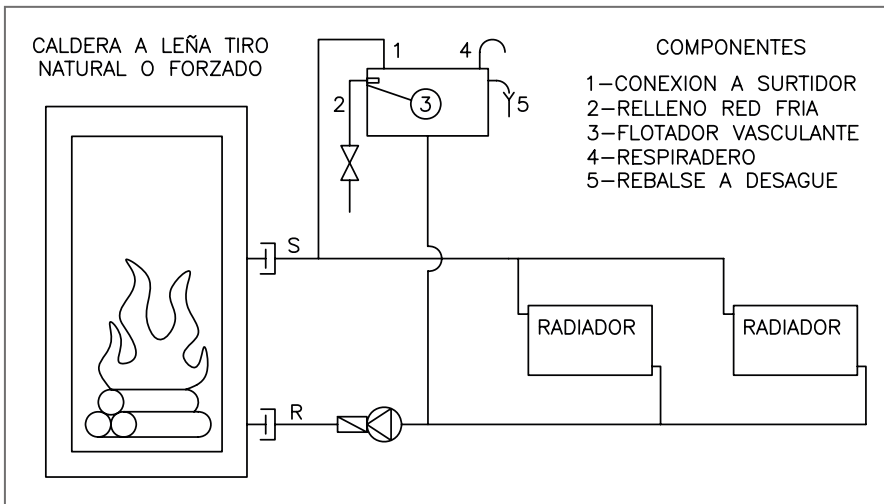 CALDERA A LEÑA TIRO
NATURAL O FORZADO
1
4
2
3
5
COMPONENTES
1-CONEXION A SURTIDOR
2-RELLENO RED FRIA
3-FLOTADOR VASCULANTE
4-RESPIRADERO
5-REBALSE A DESAGUE
S
RADIADOR
RADIADOR
R